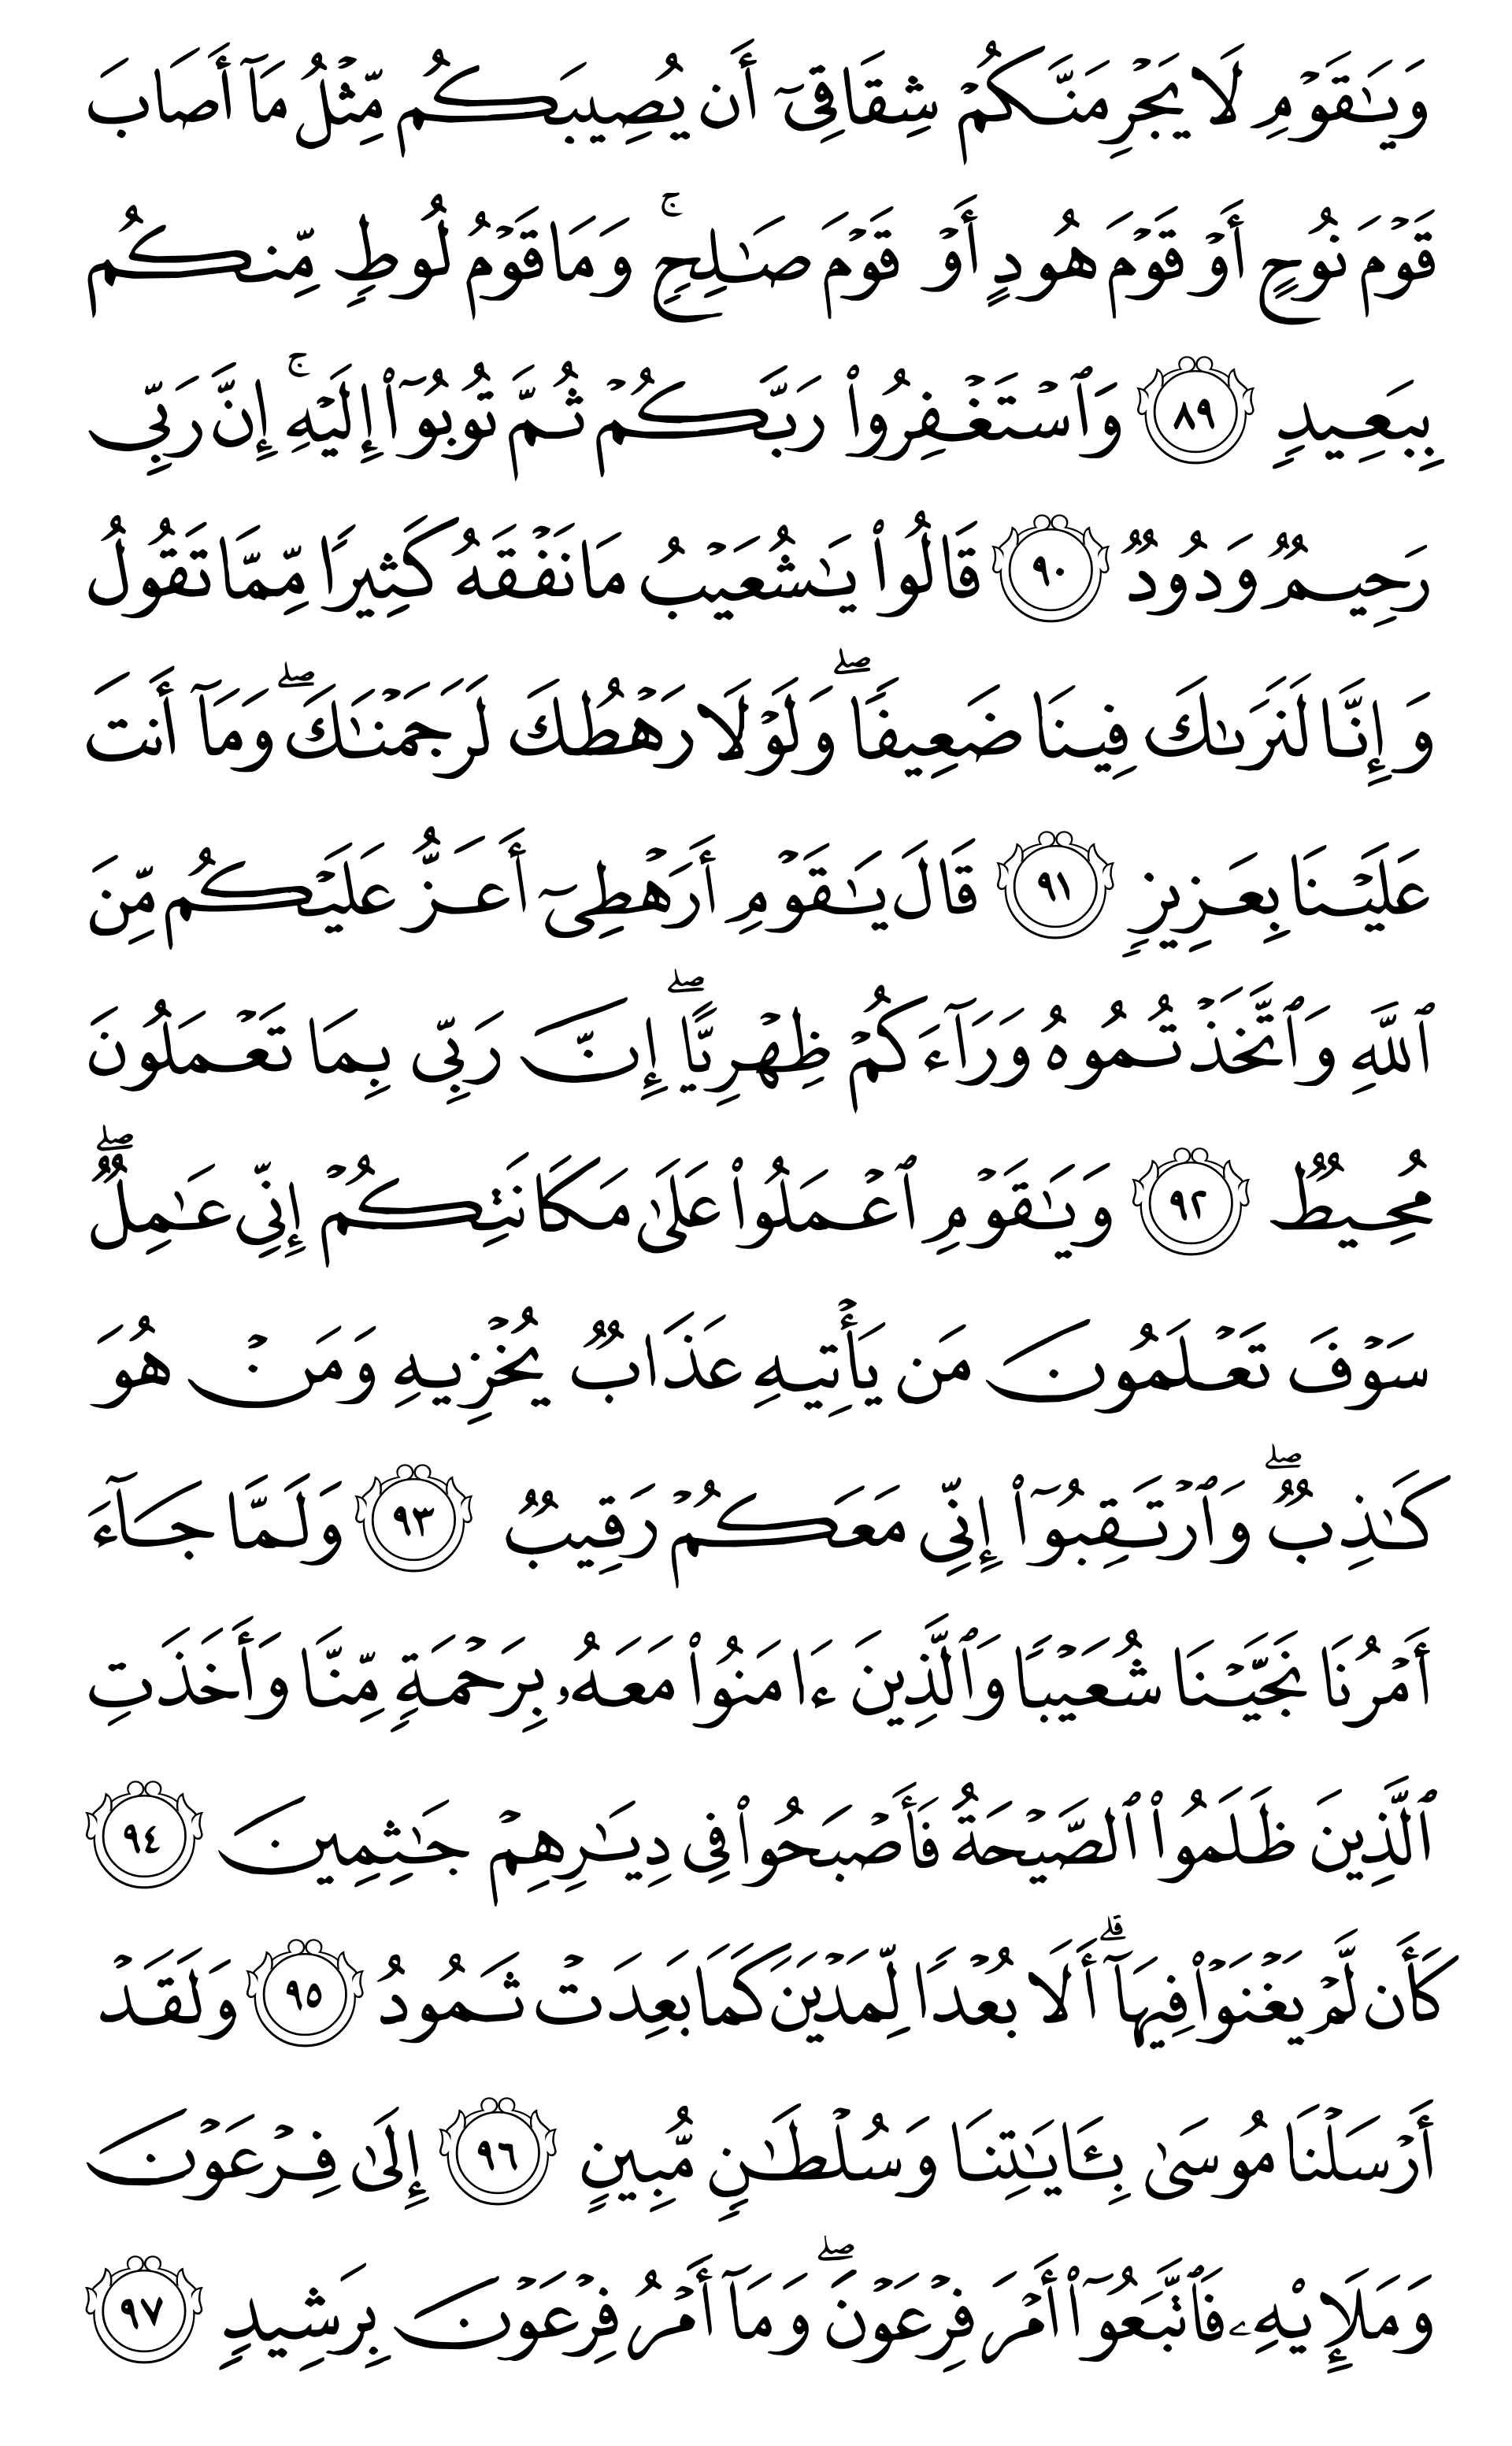 وَيَـٰقَوْمِ لَا يَجْرِمَنَّكُمْ شِقَاقِىٓ أَن يُصِيبَكُم مِّثْلُ مَآ أَصَابَ
قَوْمَ نُوحٍ أَوْ قَوْمَ هُودٍ أَوْ قَوْمَ صَـٰلِحٍ ۚ وَمَا قَوْمُ لُوطٍ مِّنكُم
بِبَعِيدٍ ٨٩ وَٱسْتَغْفِرُوا۟ رَبَّكُمْ ثُمَّ تُوبُوٓا۟ إِلَيْهِ ۚ إِنَّ رَبِّى
رَحِيمٌ وَدُودٌ ٩٠ قَالُوا۟ يَـٰشُعَيْبُ مَا نَفْقَهُ كَثِيرًا مِّمَّا تَقُولُ
وَإِنَّا لَنَرَىٰكَ فِينَا ضَعِيفًا ۖ وَلَوْلَا رَهْطُكَ لَرَجَمْنَـٰكَ ۖ وَمَآ أَنتَ
عَلَيْنَا بِعَزِيزٍ ٩١ قَالَ يَـٰقَوْمِ أَرَهْطِىٓ أَعَزُّ عَلَيْكُم مِّنَ
ٱللَّهِ وَٱتَّخَذْتُمُوهُ وَرَآءَكُمْ ظِهْرِيًّا ۖ إِنَّ رَبِّى بِمَا تَعْمَلُونَ
مُحِيطٌ ٩٢ وَيَـٰقَوْمِ ٱعْمَلُوا۟ عَلَىٰ مَكَانَتِكُمْ إِنِّى عَـٰمِلٌ ۖ
سَوْفَ تَعْلَمُونَ مَن يَأْتِيهِ عَذَابٌ يُخْزِيهِ وَمَنْ هُوَ
كَـٰذِبٌ ۖ وَٱرْتَقِبُوٓا۟ إِنِّى مَعَكُمْ رَقِيبٌ ٩٣ وَلَمَّا جَآءَ
أَمْرُنَا نَجَّيْنَا شُعَيْبًا وَٱلَّذِينَ ءَامَنُوا۟ مَعَهُۥ بِرَحْمَةٍ مِّنَّا وَأَخَذَتِ
ٱلَّذِينَ ظَلَمُوا۟ ٱلصَّيْحَةُ فَأَصْبَحُوا۟ فِى دِيَـٰرِهِمْ جَـٰثِمِينَ ٩٤
كَأَن لَّمْ يَغْنَوْا۟ فِيهَآ ۗ أَلَا بُعْدًا لِّمَدْيَنَ كَمَا بَعِدَتْ ثَمُودُ ٩٥ وَلَقَدْ
أَرْسَلْنَا مُوسَىٰ بِـَٔايَـٰتِنَا وَسُلْطَـٰنٍ مُّبِينٍ ٩٦ إِلَىٰ فِرْعَوْنَ
وَمَلَإِي۟هِۦ فَٱتَّبَعُوٓا۟ أَمْرَ فِرْعَوْنَ ۖ وَمَآ أَمْرُ فِرْعَوْنَ بِرَشِيدٍ ٩٧